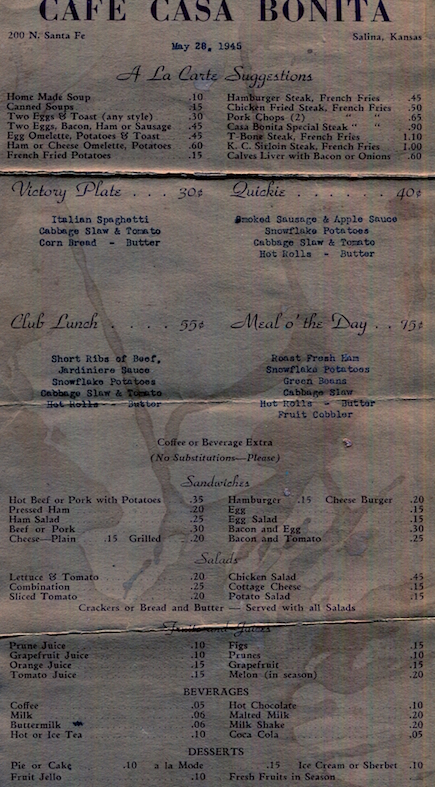 CAFE CASA BONITA
200 N. Santa Fe Salina, Kansas
May 28, 1945
A La Carte Suggestions
Home Made Soup .10 Hamburger Steak, French Fries .45
Canned Soups .15 Chicken Fried Steak, French Fries .50
Two Eggs & Toast (any style) .30 Pork Chops (2) " " .65
Two Eggs, Bacon, Ham or Sausage .45 Casa Bonita Special Steak " " .90
Egg Omelette, Potatoes & Toast .45 T-Bone Steak, French Fries 1.10
Ham or Cheese Omelette, Potatoes .60 K. C. Sirloin Steak, French Fries 1.00
French Fried Potatoes .15 Calves Liver with Bacon or Onions .60
Victory Plate . . . . 30¢ Quickie . . . . . . . 40¢
Italian Spaghetti Smoked Sausage & Apple Sauce
Cabbage Slaw & Tomato Snowflake Potatoes
Corn Bread - Butter Cabbage Slaw & Tomato
Hot Rolls - Butter
Club Lunch . . . . . 55¢ Meal o' the Day . . 75¢
Short Ribs of Beef, Roast Fresh Ham
Jardiniere Sauce Snowflake Potatoes
Snowflake Potatoes Green Beans
Cabbage Slaw & Tomato Cabbage Slaw
Hot Rolls - Butter Hot Rolls - Butter
Fruit Cobbler
Coffee or Beverage Extra
(No Substitutions—Please)
Sandwiches
Hot Beef or Pork with Potatoes .35 Hamburger .15 Cheese Burger .20
Pressed Ham .20 Egg .15
Ham Salad .25 Egg Salad .15
Beef or Pork .30 Bacon and Egg .30
Cheese—Plain .15 Grilled .20 Bacon and Tomato .25
Salads
Lettuce & Tomato .20 Chicken Salad .45
Combination .25 Cottage Cheese .15
Sliced Tomato .20 Potato Salad .15
Crackers or Bread and Butter — Served with all Salads
Fruits and Juices
Prune Juice .10 Figs .15
Grapefruit Juice .10 Prunes .10
Orange Juice .15 Grapefruit .15
Tomato Juice .15 Melon (in season) .20
BEVERAGES
Coffee .05 Hot Chocolate .10
Milk .06 Malted Milk .20
Buttermilk .06 Milk Shake .20
Hot or Ice Tea .10 Coca Cola .05
DESSERTS
Pie or Cake .10 a la Mode .15 Ice Cream or Sherbet .10
Fruit Jello .10 Fresh Fruits in Season